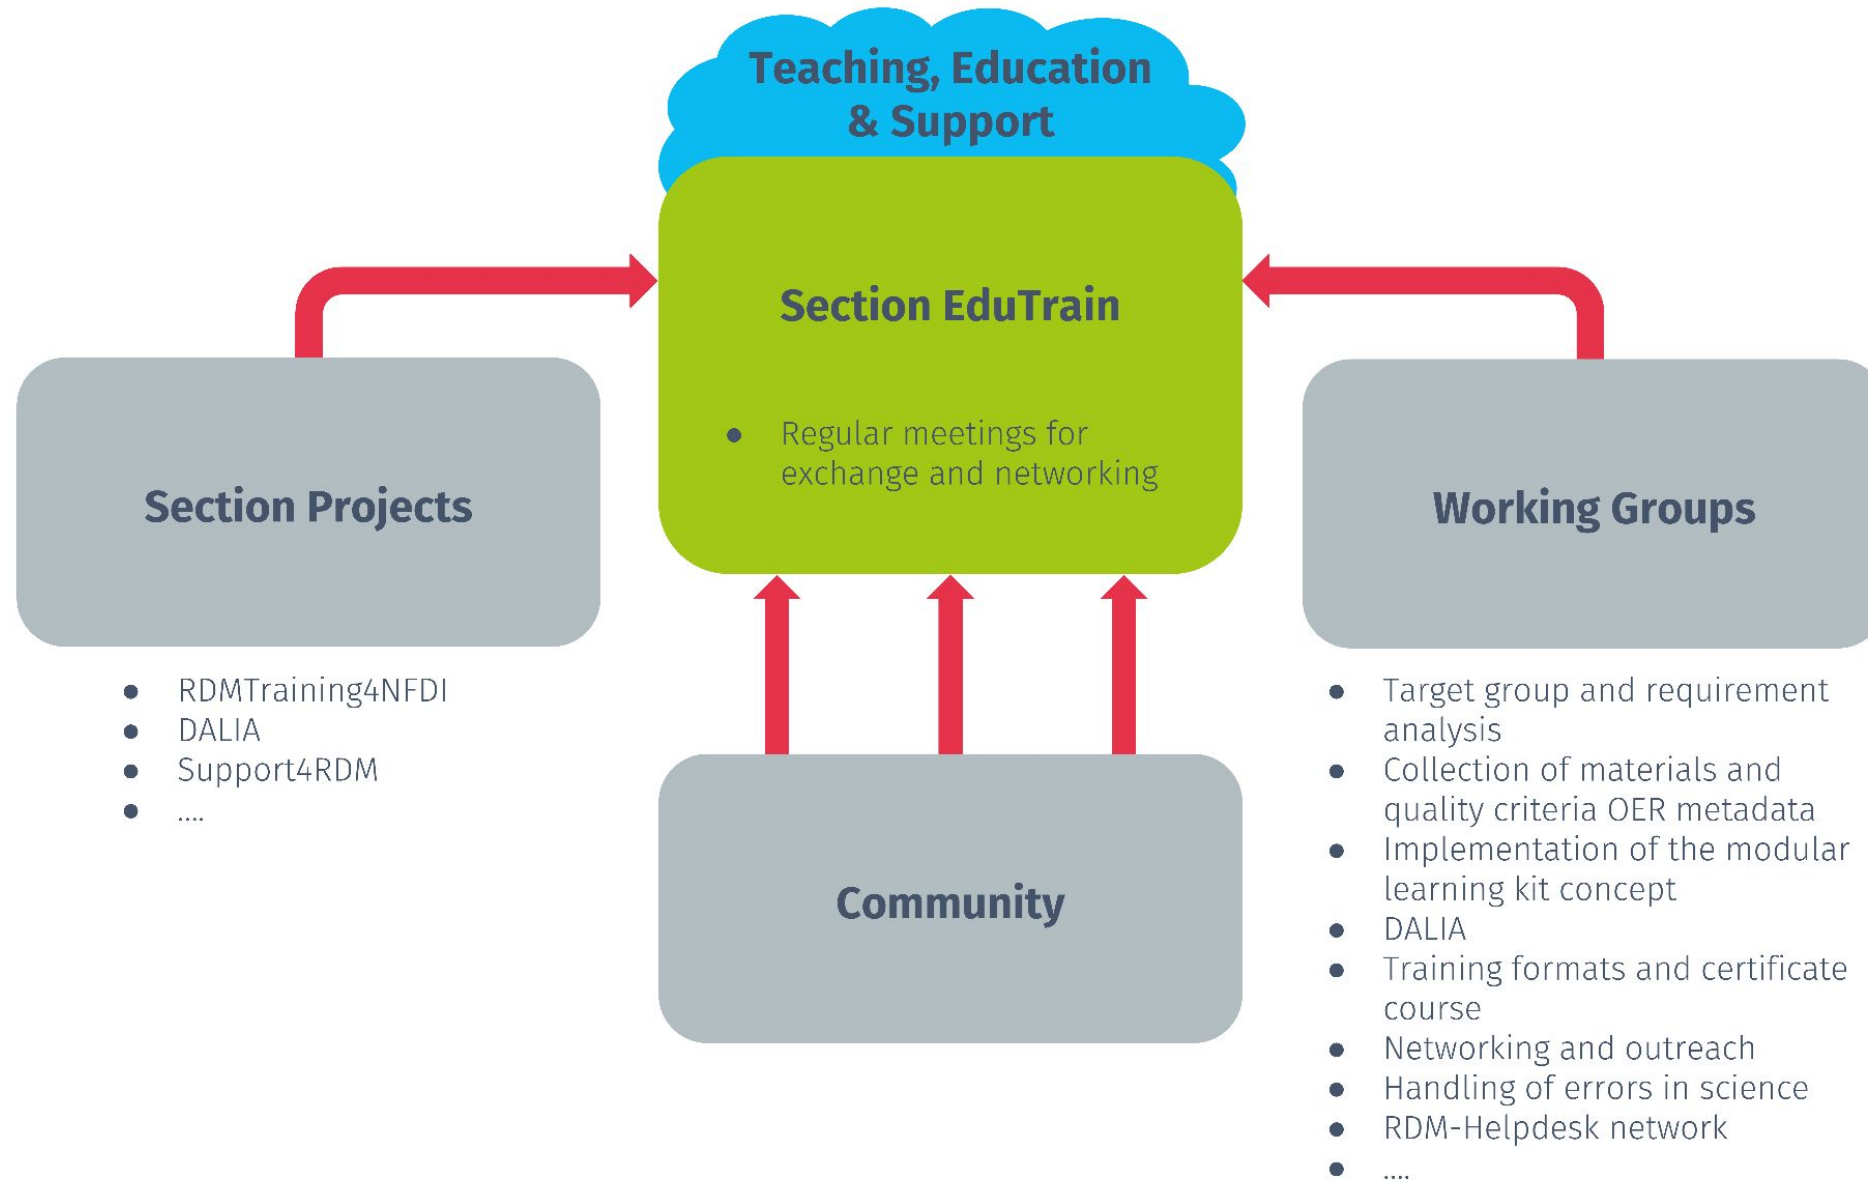 Teaching, Education
& Support
Section EduTrain
● Regular meetings for
exchange and networking
Section Projects
● RDMTraining4NFDI
● DALIA
● Support4RDM
● ....
Community
Working Groups
● Target group and requirement
analysis
● Collection of materials and
quality criteria OER metadata
● Implementation of the modular
learning kit concept
● DALIA
● Training formats and certificate
course
● Networking and outreach
● Handling of errors in science
● RDM-Helpdesk network
● ....